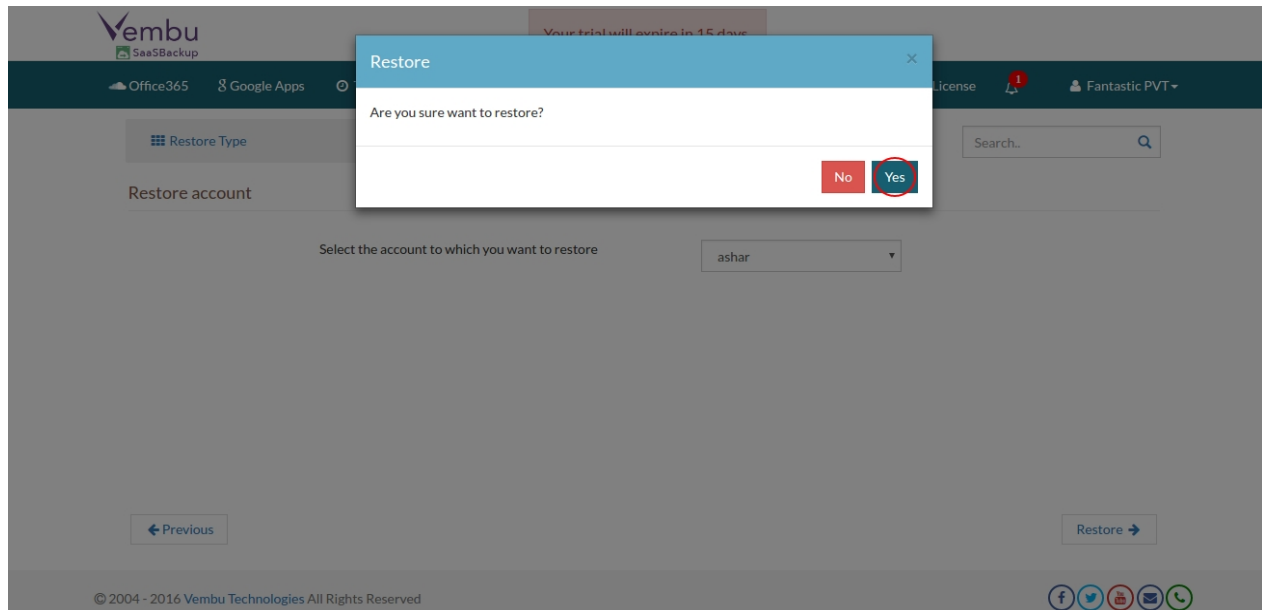 Vembu
SaaSBackup
Your trial will expire in 15 days
Restore ×
Office365 Google Apps License 1 Fantastic PVT
Are you sure want to restore?
Restore Type Search..
No Yes
Restore account
Select the account to which you want to restore ashar
Previous Restore
© 2004 - 2016 Vembu Technologies All Rights Reserved